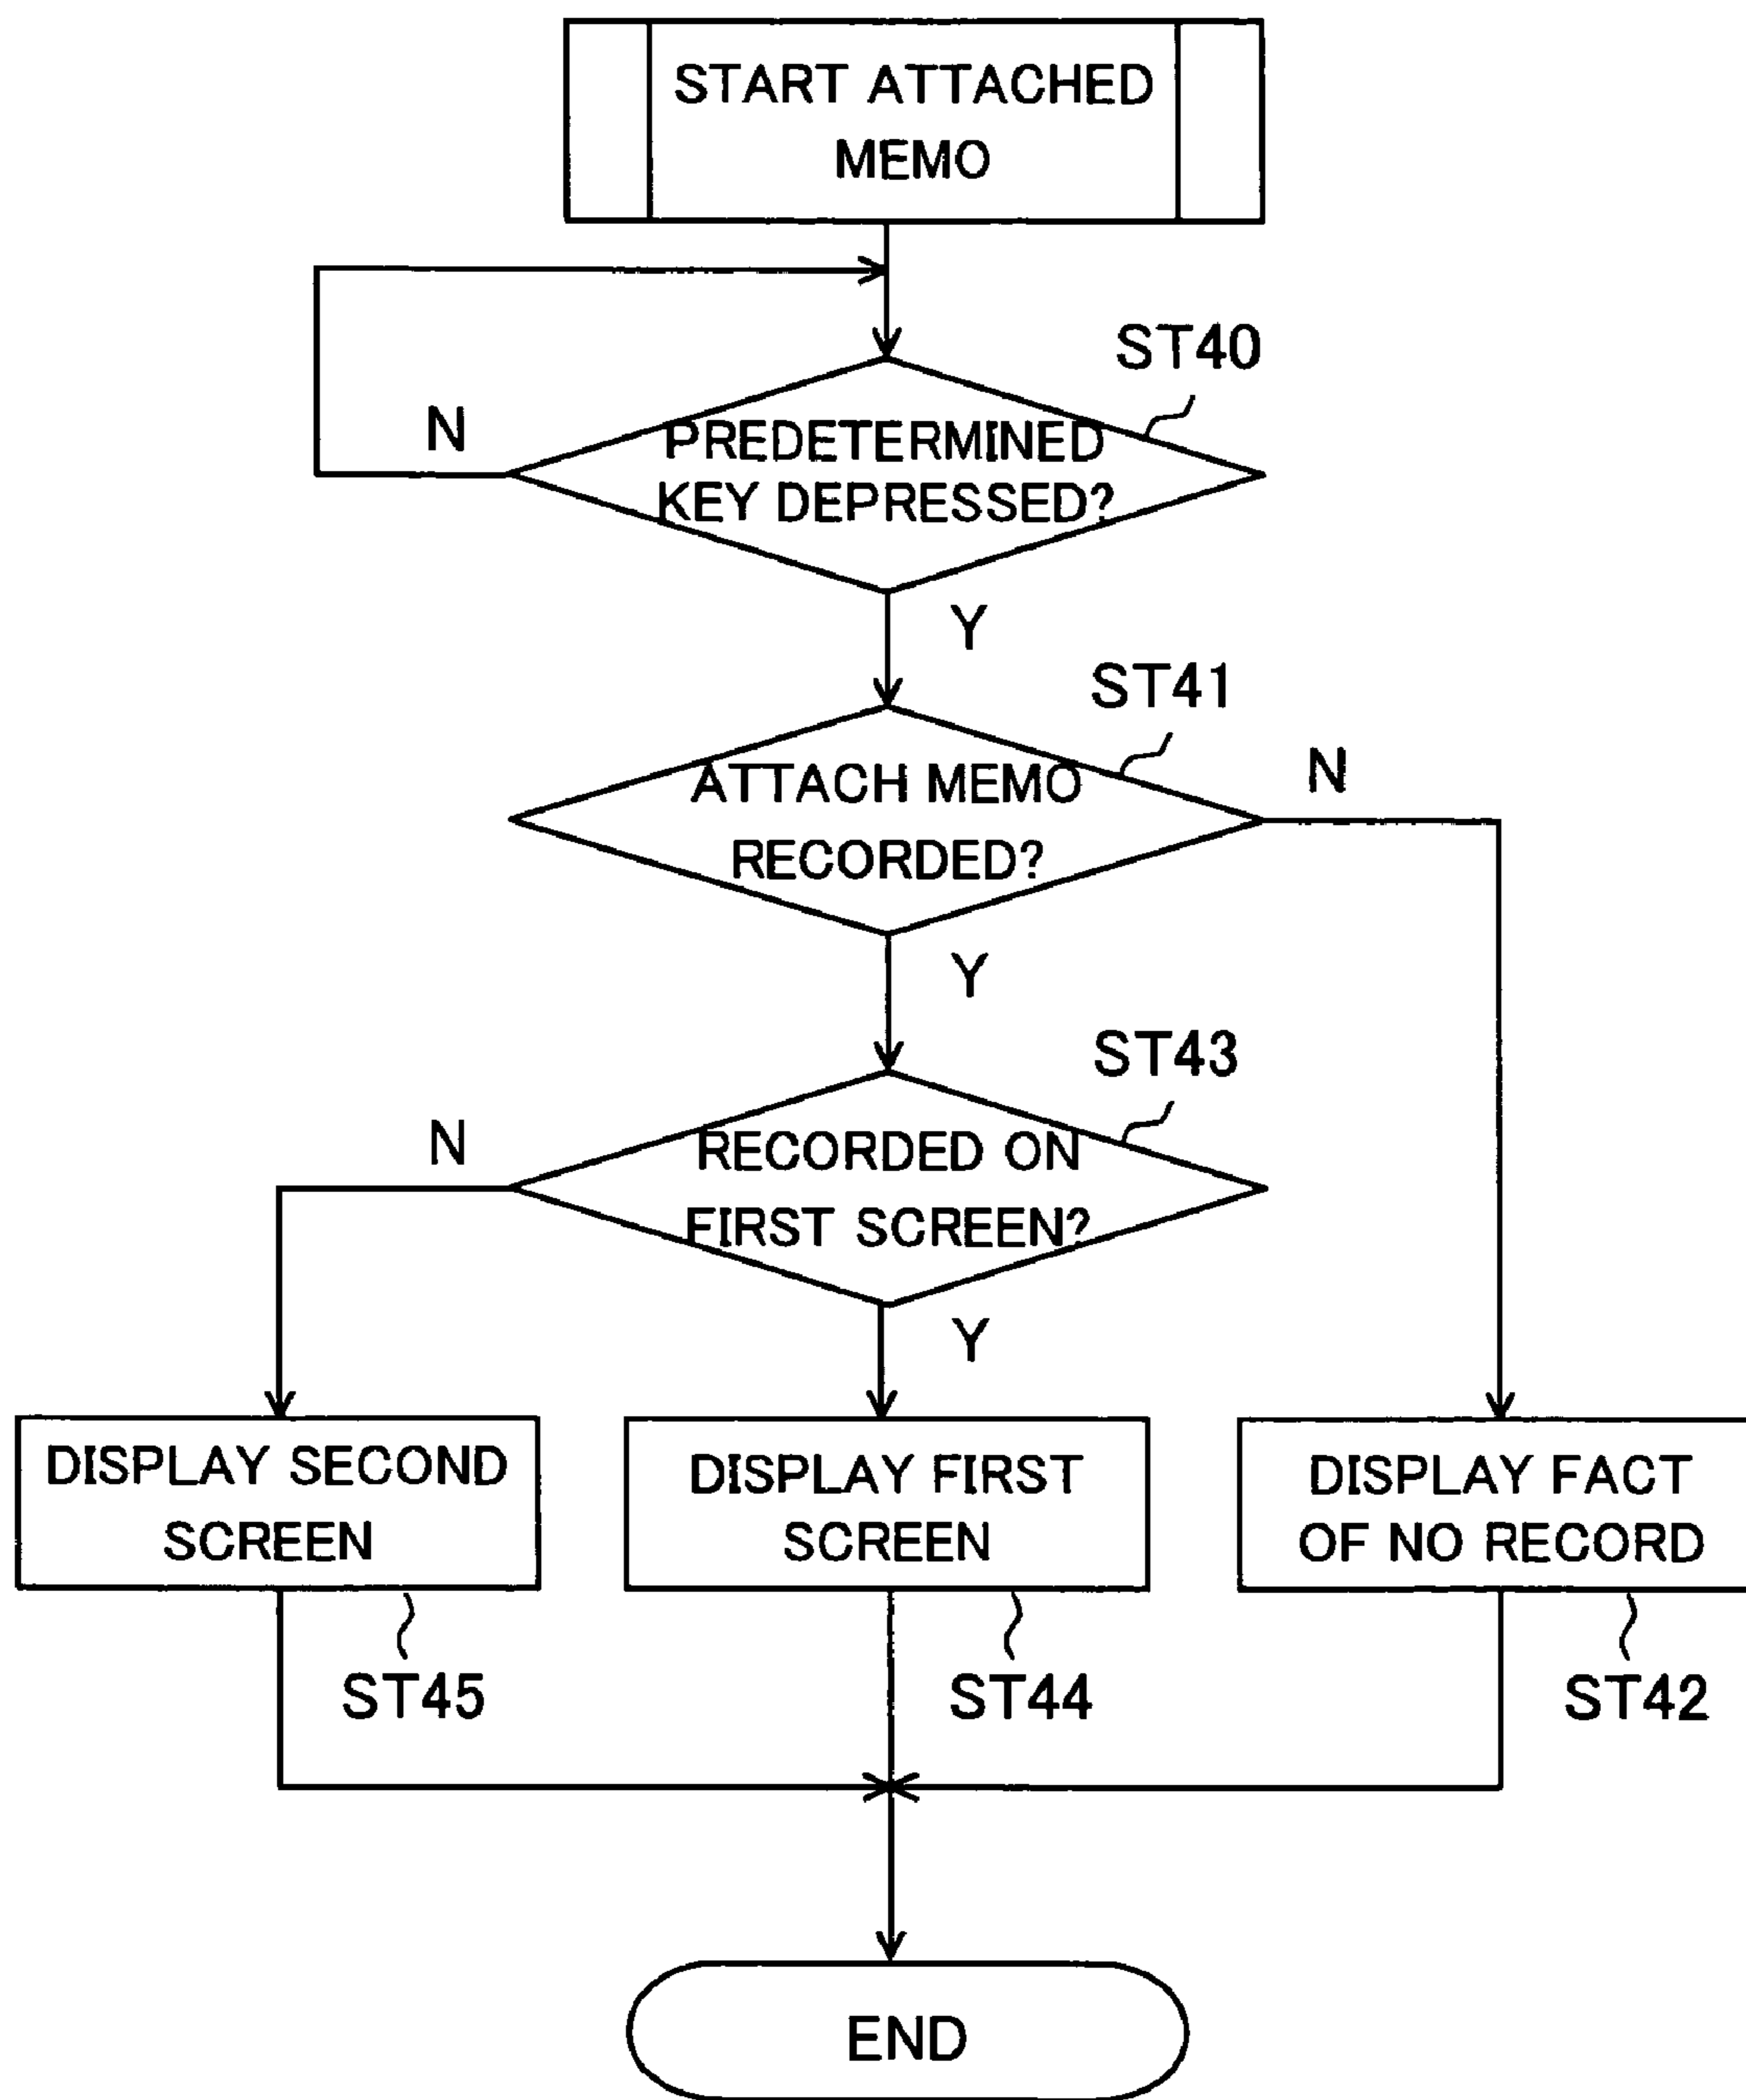 START ATTACHED
MEMO
ST40
N
PREDETERMINED
KEY DEPRESSED?
Y
ST41
N
ATTACH MEMO
RECORDED?
Y
ST43
N
RECORDED ON
FIRST SCREEN?
Y
DISPLAY SECOND
SCREEN
DISPLAY FIRST
SCREEN
DISPLAY FACT
OF NO RECORD
ST45
ST44
ST42
END